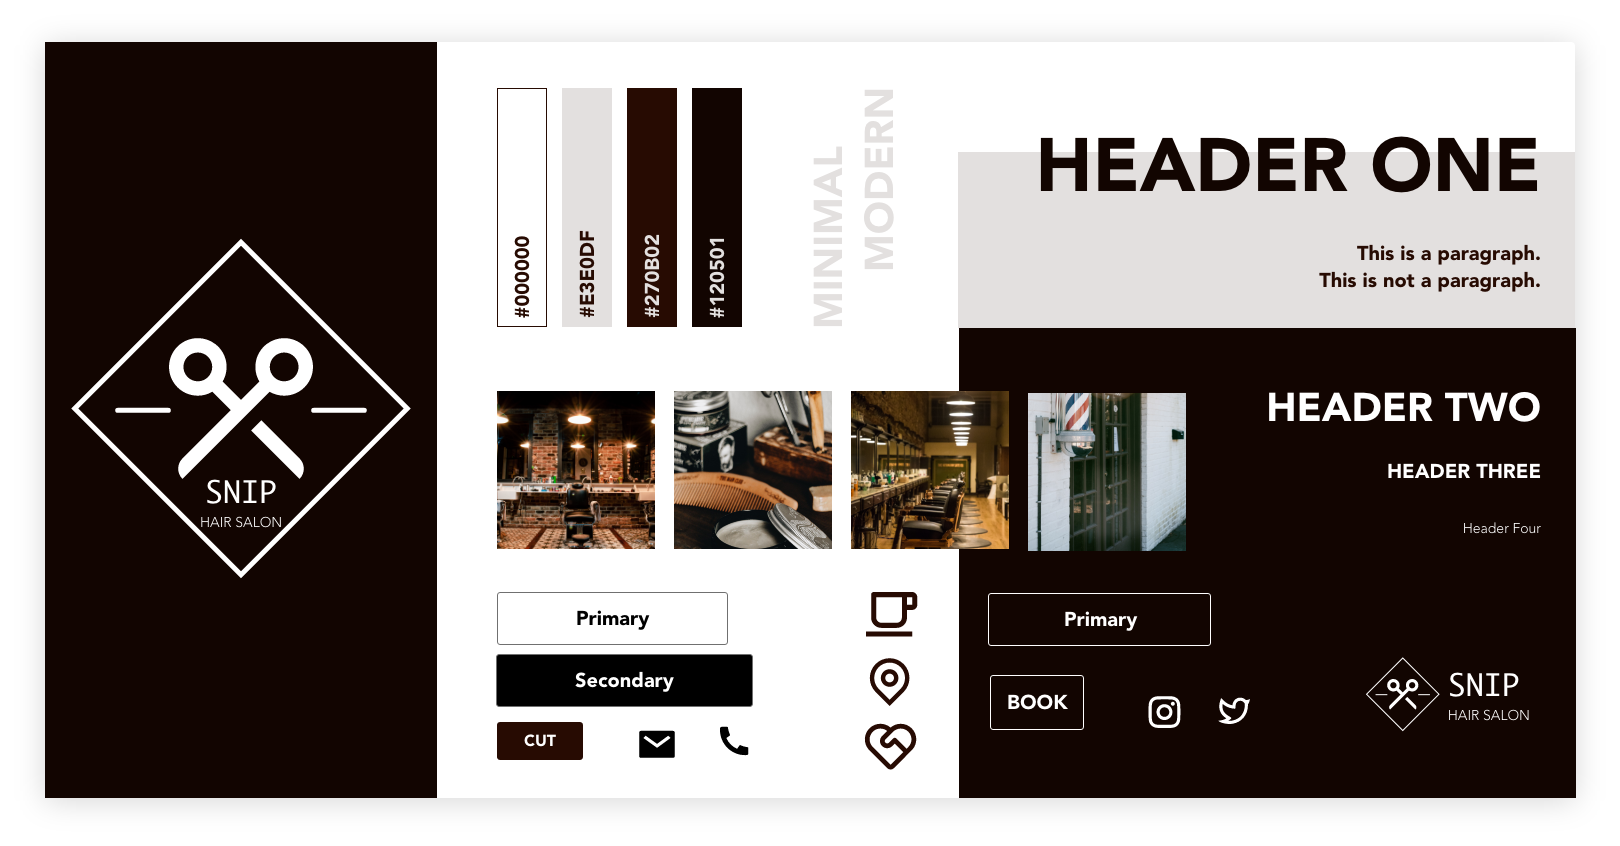 SNIP
HAIR SALON
#000000
#E3E0DF
#270B02
#120501
MINIMAL
MODERN
HEADER ONE
This is a paragraph.
This is not a paragraph.
HEADER TWO
HEADER THREE
Header Four
Primary
Secondary
CUT
Primary
BOOK
SNIP
HAIR SALON